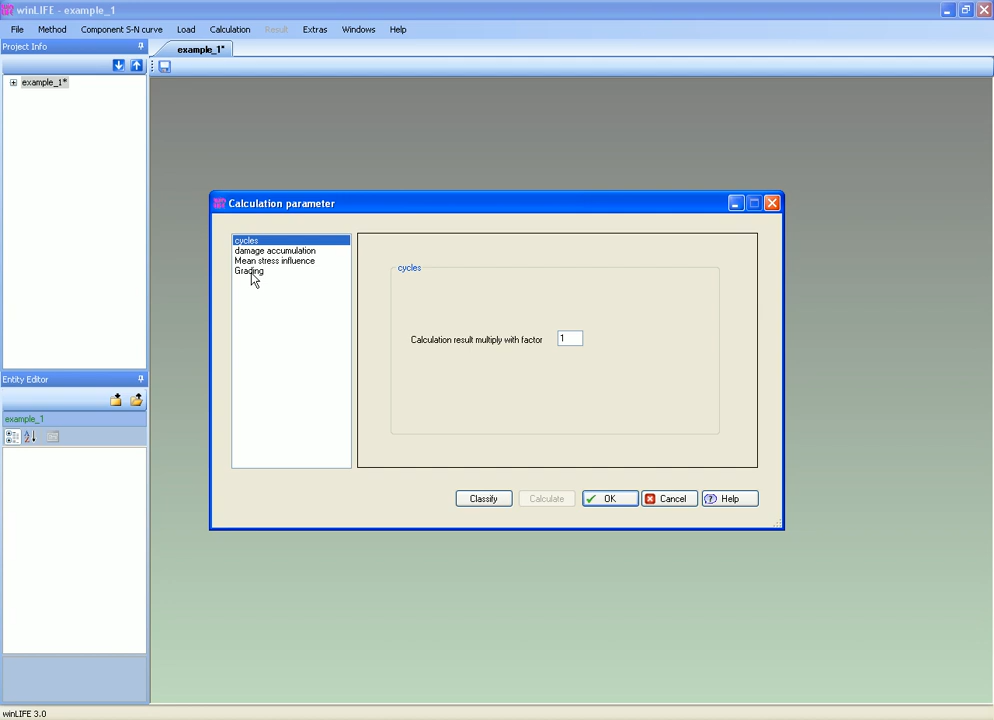 winLIFE - example_1
File Method Component S-N curve Load Calculation Result Extras Windows Help
Project Info
example_1*
example_1*
Calculation parameter
cycles
damage accumulation
Mean stress influence
Grading
cycles
Calculation result multiply with factor 1
Classify Calculate OK Cancel Help
Entity Editor
example_1
winLIFE 3.0